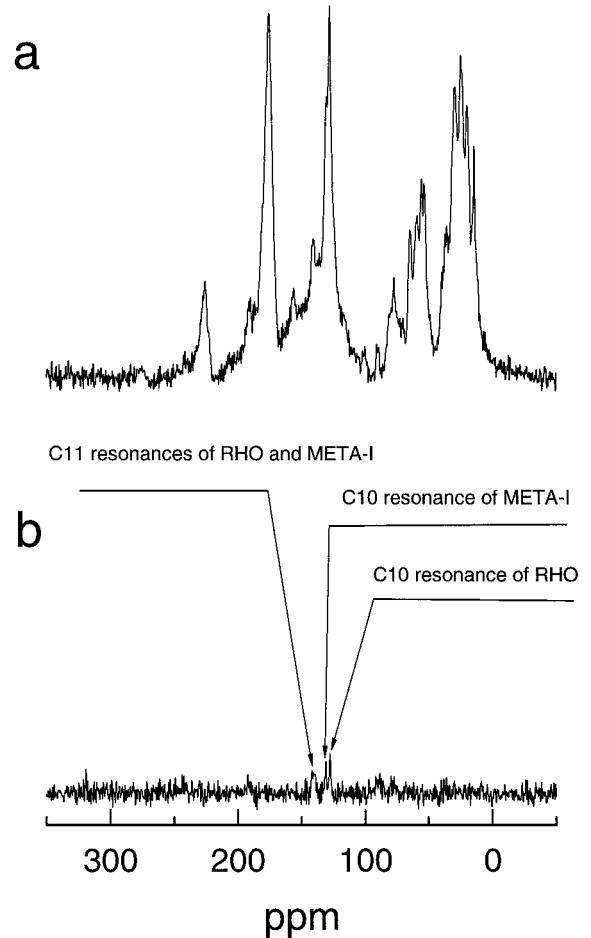 a
C11 resonances of RHO and META-I
C10 resonance of META-I
b
C10 resonance of RHO
300 200 100 0
ppm